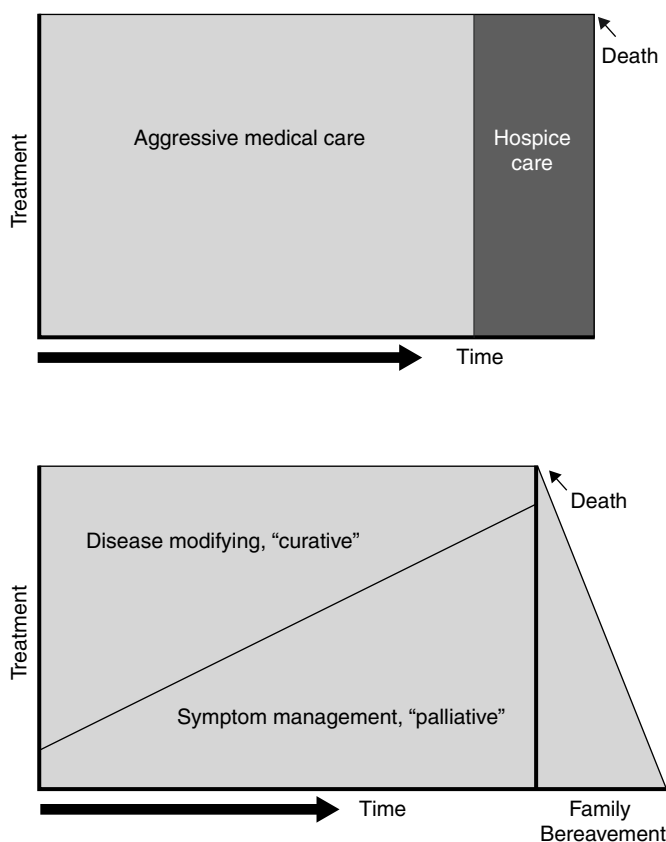 Death
Treatment
Aggressive medical care
Hospice
care
Time
Death
Disease modifying, “curative”
Treatment
Symptom management, “palliative”
Time
Family
Bereavement